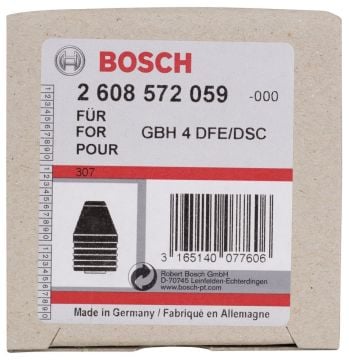 BOSCH
2 608 572 059 -000
FÜR
FOR GBH 4 DFE/DSC
POUR
307
3 165140 077606
Robert Bosch GmbH
D-70745 Leinfelden-Echterdingen
www.bosch-pt.com
Made in Germany / Fabriqué en Allemagne